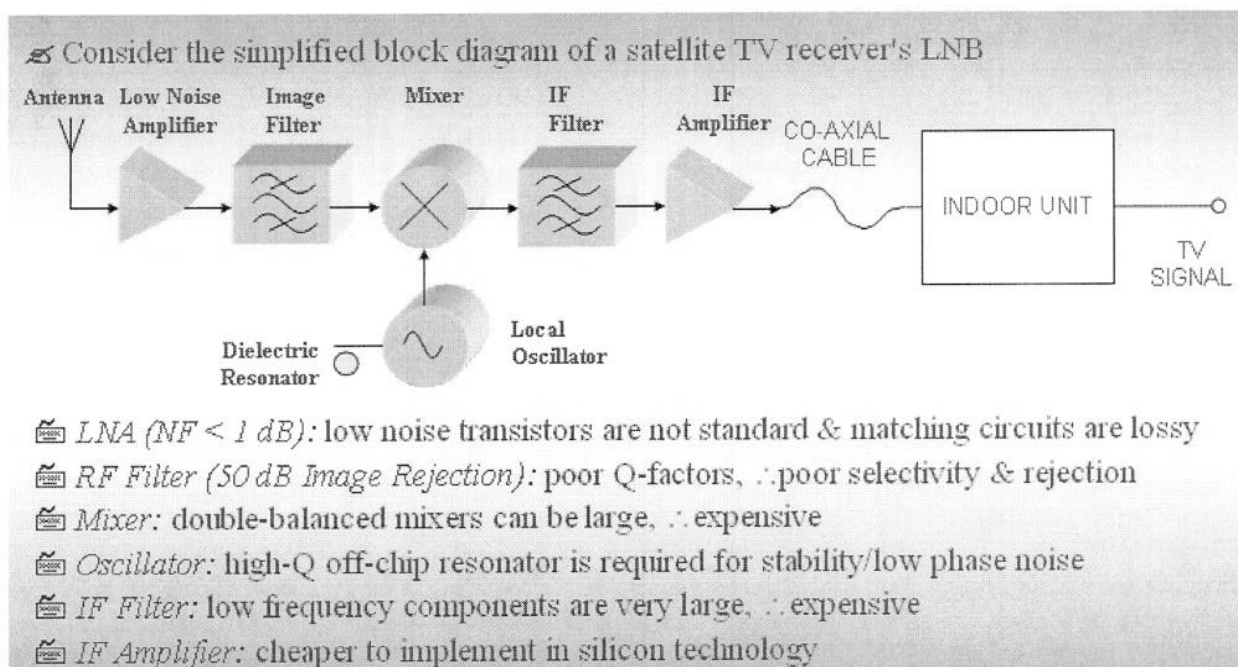 Consider the simplified block diagram of a satellite TV receiver's LNB
Antenna
Low Noise
Amplifier
Image
Filter
Mixer
IF
Filter
IF
Amplifier
CO-AXIAL
CABLE
INDOOR UNIT
TV
SIGNAL
Dielectric
Resonator
Local
Oscillator
LNA (NF < 1 dB): low noise transistors are not standard & matching circuits are lossy
RF Filter (50 dB Image Rejection): poor Q-factors, ∴poor selectivity & rejection
Mixer: double-balanced mixers can be large, ∴expensive
Oscillator: high-Q off-chip resonator is required for stability/low phase noise
IF Filter: low frequency components are very large, ∴expensive
IF Amplifier: cheaper to implement in silicon technology